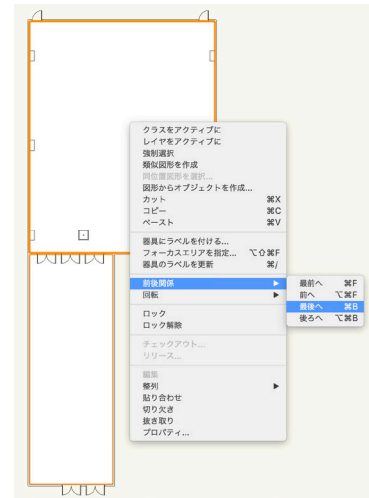 クラスをアクティブに
レイヤをアクティブに
強制選択
類似図形を作成
同位置図形を選択...
図形からオブジェクトを作成...
カット ⌘X
コピー ⌘C
ペースト ⌘V
器具にラベルを付ける...
フォーカスエリアを指定... ⌥⇧⌘F
器具のラベルを更新 ⌘/
前後関係 ▶
回転 ▶
ロック
ロック解除
チェックアウト...
リリース...
編集
整列 ▶
貼り合わせ
切り欠き
抜き取り
プロパティ...
最前へ ⌘F
前へ ⌥⌘F
最後へ ⌘B
後ろへ ⌥⌘B